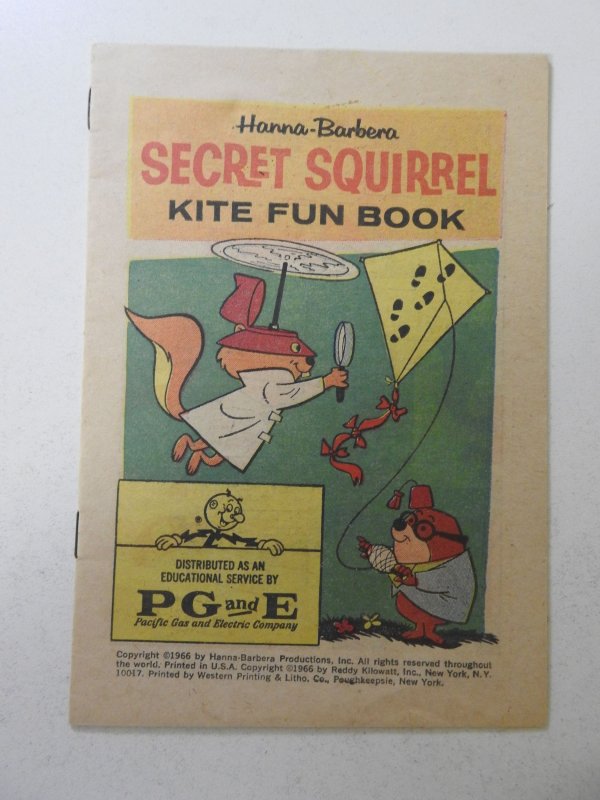 Hanna-Barbera
SECRET SQUIRREL
KITE FUN BOOK
DISTRIBUTED AS AN
EDUCATIONAL SERVICE BY
PG and E
Pacific Gas and Electric Company
Copyright ©1966 by Hanna-Barbera Productions, Inc. All rights reserved throughout
the world. Printed in U.S.A. Copyright ©1966 by Reddy Kilowatt, Inc., New York, N.Y.
10017. Printed by Western Printing & Litho. Co., Poughkeepsie, New York.